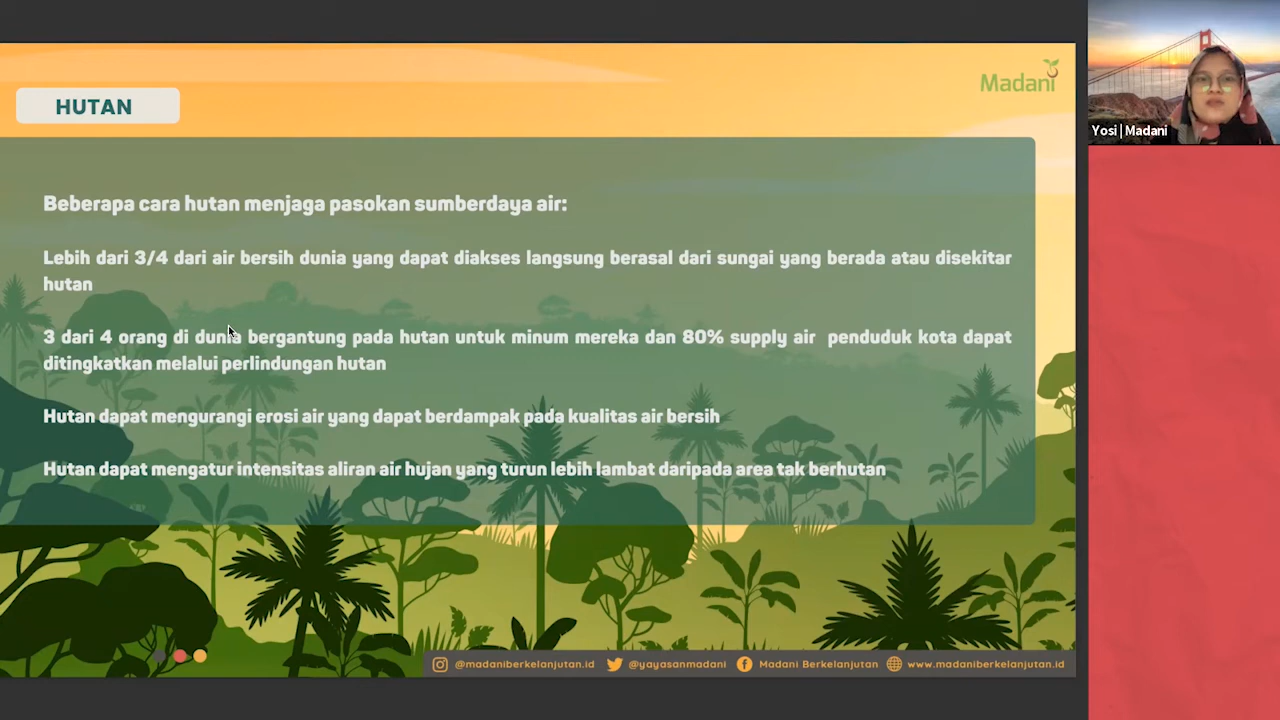 Madani
HUTAN
Yosi | Madani
Beberapa cara hutan menjaga pasokan sumberdaya air:
Lebih dari 3/4 dari air bersih dunia yang dapat diakses langsung berasal dari sungai yang berada atau disekitar
hutan
3 dari 4 orang di dunia bergantung pada hutan untuk minum mereka dan 80% supply air penduduk kota dapat
ditingkatkan melalui perlindungan hutan
Hutan dapat mengurangi erosi air yang dapat berdampak pada kualitas air bersih
Hutan dapat mengatur intensitas aliran air hujan yang turun lebih lambat daripada area tak berhutan
@madaniberkelanjutan.id @yayasanmadani Madani Berkelanjutan www.madaniberkelanjutan.id